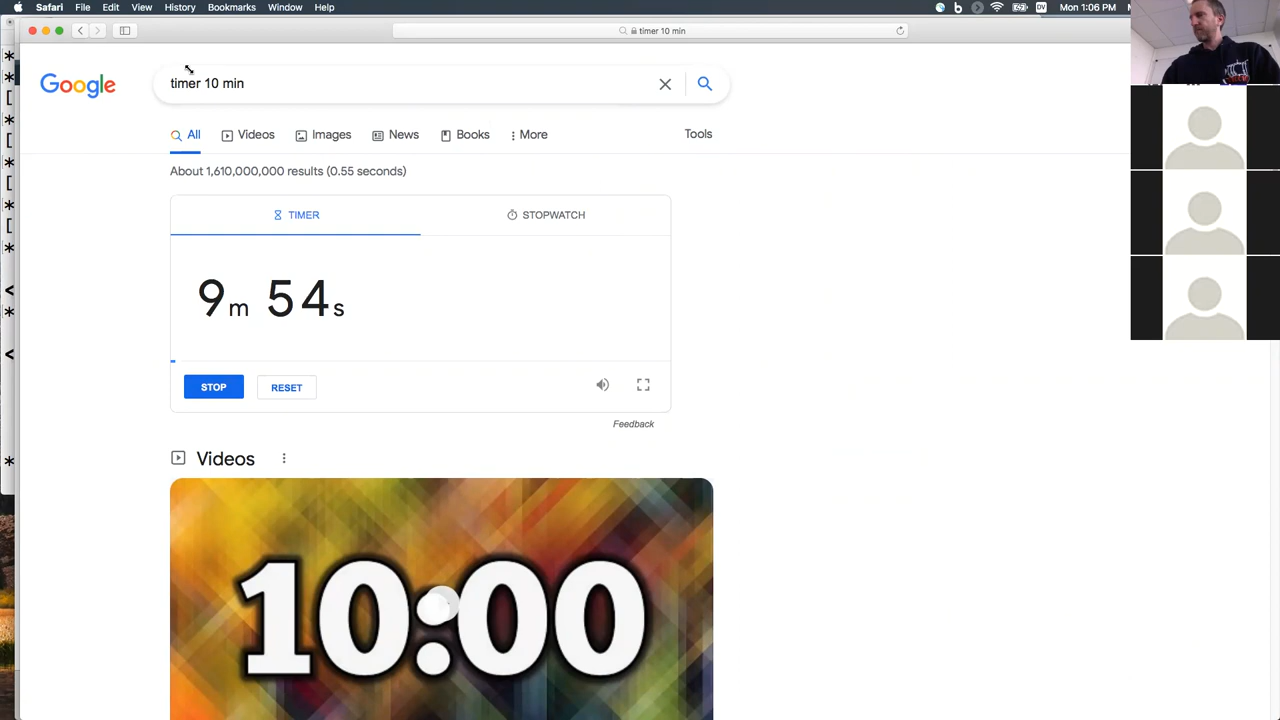 Safari File Edit View History Bookmarks Window Help
DV Mon 1:06 PM
timer 10 min
Google
timer 10 min
All Videos Images News Books More Tools
About 1,610,000,000 results (0.55 seconds)
TIMER STOPWATCH
9m 54s
STOP RESET
Feedback
Videos
10:00